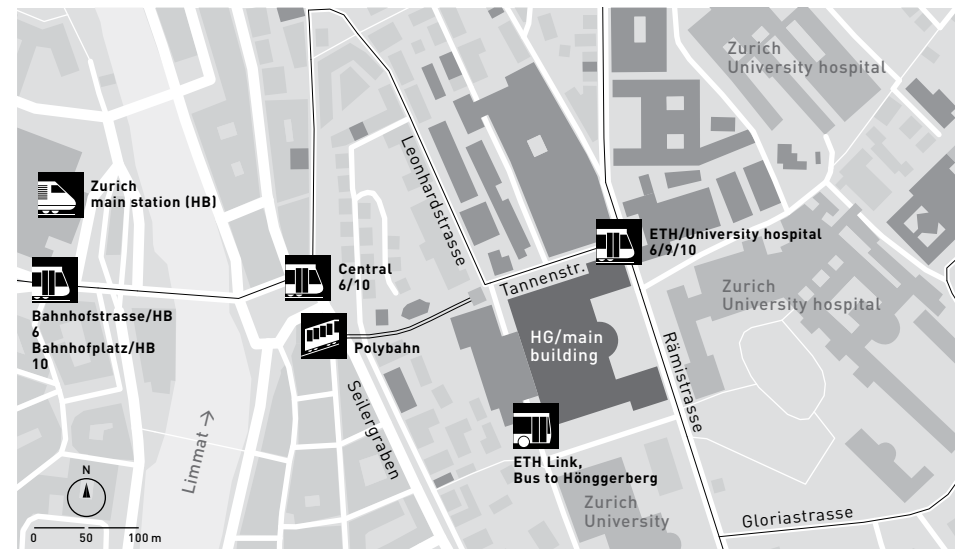 Zurich
University hospital
Leonhardstrasse
Zurich
main station (HB)
ETH/University hospital
6/9/10
Central
6/10
Tannenstr.
Zurich
University hospital
Bahnhofstrasse/HB
6
Bahnhofplatz/HB
10
HG/main
building
Polybahn
Rämistrasse
Seilergraben
Limmat →
ETH Link,
Bus to Hönggerberg
N
Zurich
University
Gloriastrasse
0 50 100 m